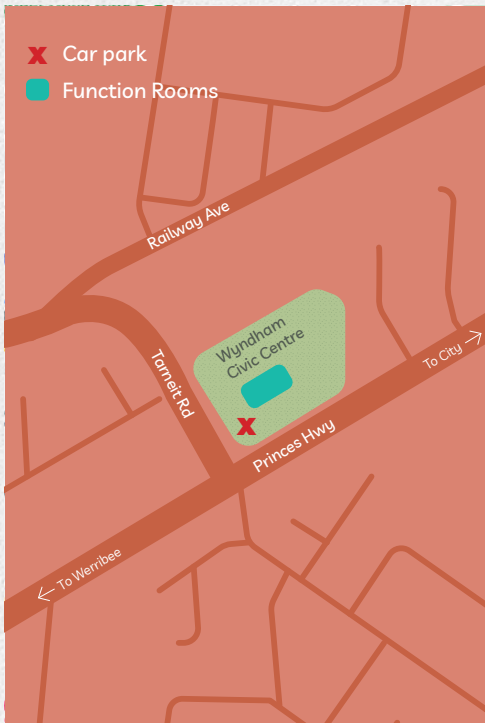 Car park
Function Rooms
Railway Ave
Wyndham
Civic Centre
To City
Tarneit Rd
Princes Hwy
To Werribee